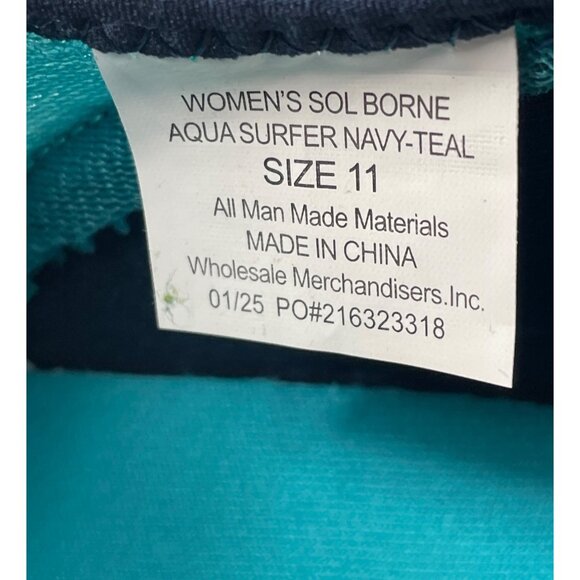 WOMEN'S SOL BORNE
AQUA SURFER NAVY-TEAL
SIZE 11
All Man Made Materials
MADE IN CHINA
Wholesale Merchandisers.Inc.
01/25 PO#216323318